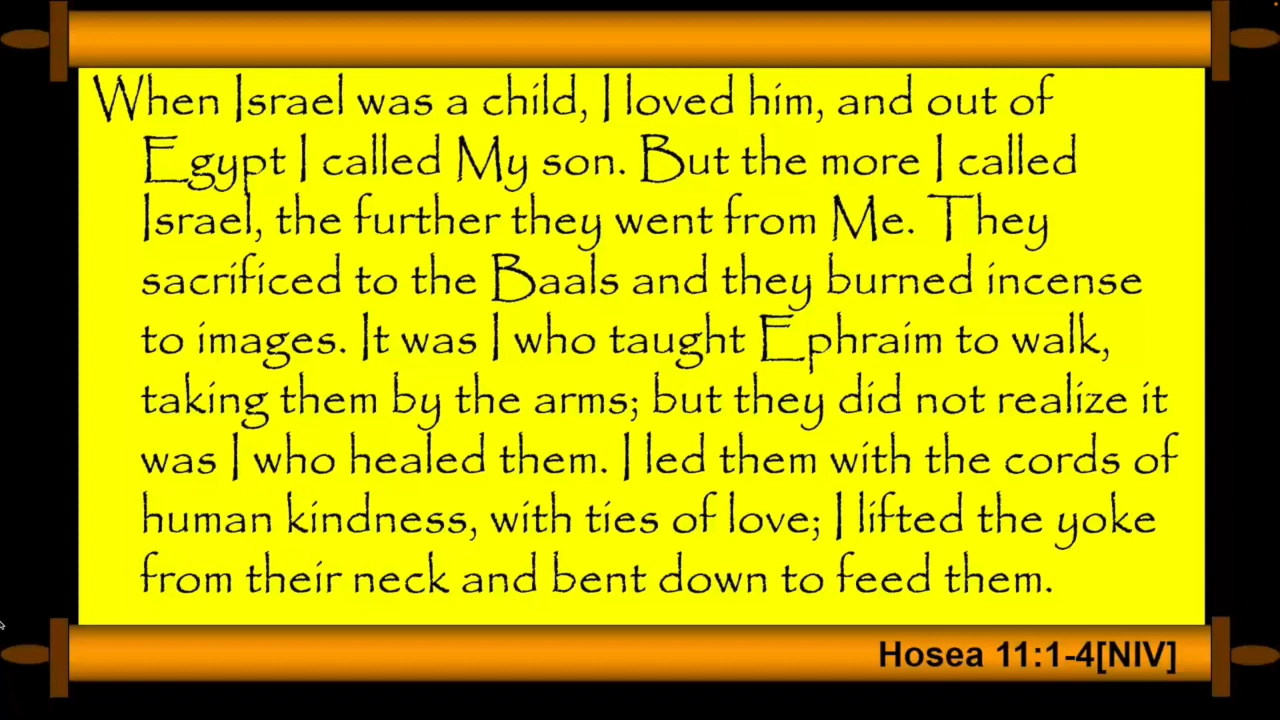 When Israel was a child, I loved him, and out of
Egypt I called My son. But the more I called
Israel, the further they went from Me. They
sacrificed to the Baals and they burned incense
to images. It was I who taught Ephraim to walk,
taking them by the arms; but they did not realize it
was I who healed them. I led them with the cords of
human kindness, with ties of love; I lifted the yoke
from their neck and bent down to feed them.
Hosea 11:1-4[NIV]